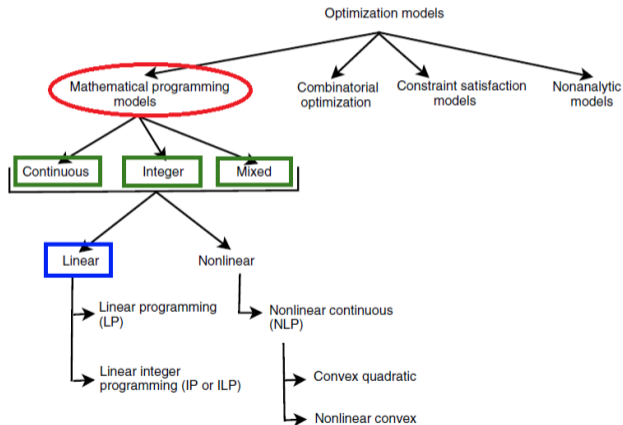 Optimization models
Mathematical programming
models
Combinatorial
optimization
Constraint satisfaction
models
Nonanalytic
models
Continuous
Integer
Mixed
Linear
Nonlinear
Linear programming
(LP)
Nonlinear continuous
(NLP)
Linear integer
programming (IP or ILP)
Convex quadratic
Nonlinear convex